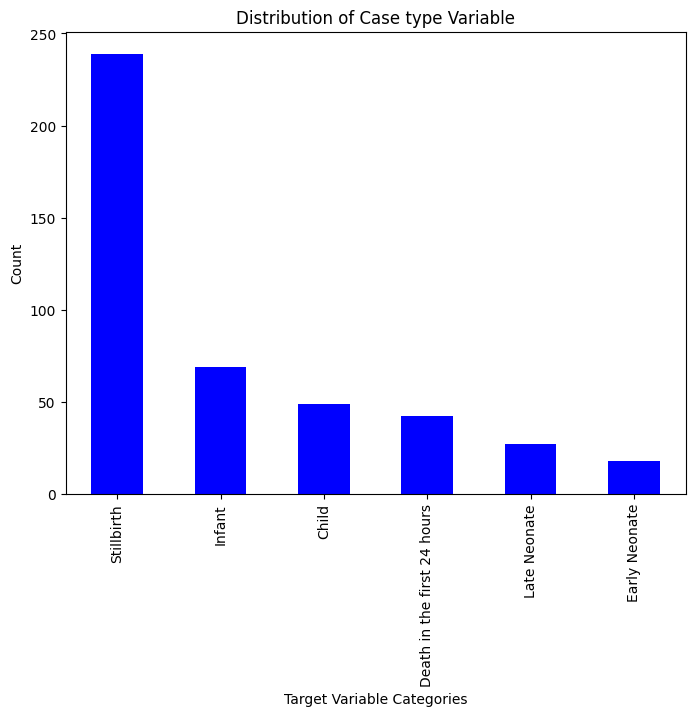 Distribution of Case type Variable
250
200
150
100
50
0
Count
Stillbirth
Infant
Child
Death in the first 24 hours
Late Neonate
Early Neonate
Target Variable Categories